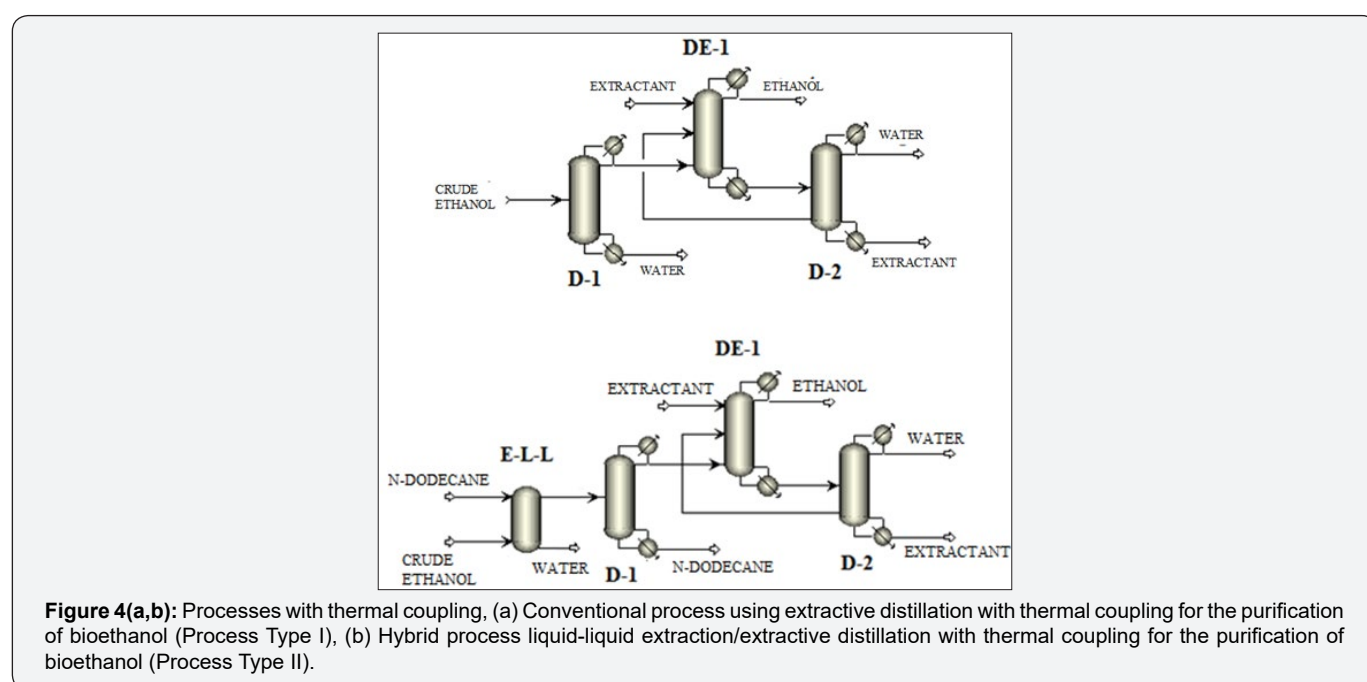 DE-1
EXTRACTANT
ETHANOL
WATER
CRUDE
ETHANOL
WATER
D-1
D-2
EXTRACTANT
DE-1
EXTRACTANT
ETHANOL
E-L-L
WATER
N-DODECANE
CRUDE
ETHANOL
WATER
D-1
N-DODECANE
D-2
EXTRACTANT
Figure 4(a,b): Processes with thermal coupling, (a) Conventional process using extractive distillation with thermal coupling for the purification
of bioethanol (Process Type I), (b) Hybrid process liquid-liquid extraction/extractive distillation with thermal coupling for the purification of
bioethanol (Process Type II).